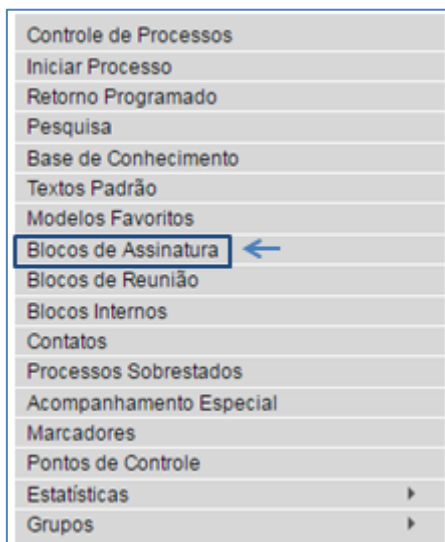 Controle de Processos
Iniciar Processo
Retorno Programado
Pesquisa
Base de Conhecimento
Textos Padrão
Modelos Favoritos
Blocos de Assinatura
Blocos de Reunião
Blocos Internos
Contatos
Processos Sobrestados
Acompanhamento Especial
Marcadores
Pontos de Controle
Estatísticas
Grupos